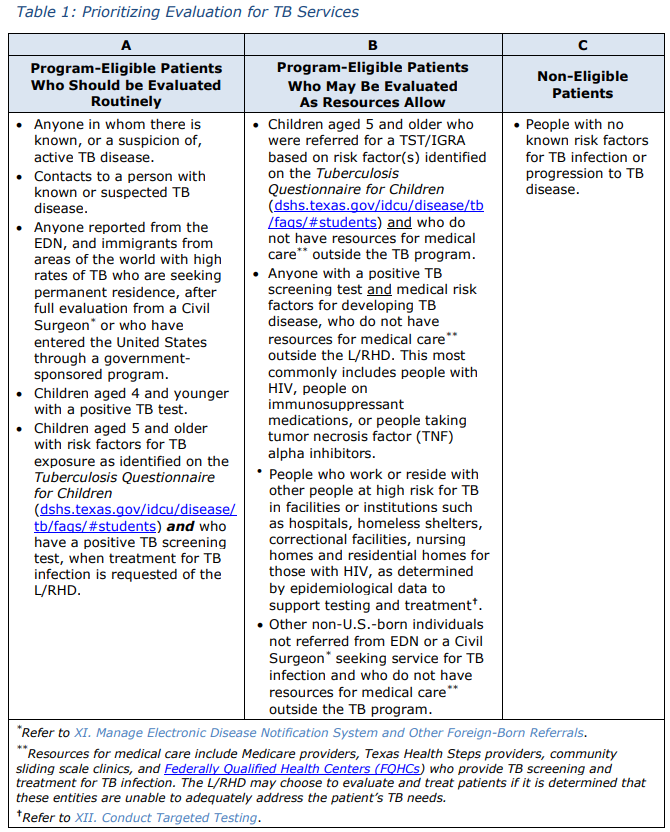 Table 1: Prioritizing Evaluation for TB Services
A
Program-Eligible Patients
Who Should be Evaluated
Routinely
• Anyone in whom there is
known, or a suspicion of,
active TB disease.
• Contacts to a person with
known or suspected TB
disease.
• Anyone reported from the
EDN, and immigrants from
areas of the world with high
rates of TB who are seeking
permanent residence, after
full evaluation from a Civil
Surgeon* or who have
entered the United States
through a government-
sponsored program.
• Children aged 4 and younger
with a positive TB test.
• Children aged 5 and older
with risk factors for TB
exposure as identified on the
Tuberculosis Questionnaire
for Children
(dshs.texas.gov/idcu/disease/
tb/faqs/#students) and who
have a positive TB screening
test, when treatment for TB
infection is requested of the
L/RHD.
B
Program-Eligible Patients
Who May Be Evaluated
As Resources Allow
• Children aged 5 and older who
were referred for a TST/IGRA
based on risk factor(s) identified
on the Tuberculosis
Questionnaire for Children
(dshs.texas.gov/idcu/disease/tb
/faqs/#students) and who do
not have resources for medical
care** outside the TB program.
• Anyone with a positive TB
screening test and medical risk
factors for developing TB
disease, who do not have
resources for medical care**
outside the L/RHD. This most
commonly includes people with
HIV, people on
immunosuppressant
medications, or people taking
tumor necrosis factor (TNF)
alpha inhibitors.
• People who work or reside with
other people at high risk for TB
in facilities or institutions such
as hospitals, homeless shelters,
correctional facilities, nursing
homes and residential homes for
those with HIV, as determined
by epidemiological data to
support testing and treatment†.
• Other non-U.S.-born individuals
not referred from EDN or a Civil
Surgeon* seeking service for TB
infection and who do not have
resources for medical care**
outside the TB program.
C
Non-Eligible
Patients
• People with no
known risk factors
for TB infection or
progression to TB
disease.
*Refer to XI. Manage Electronic Disease Notification System and Other Foreign-Born Referrals.
**Resources for medical care include Medicare providers, Texas Health Steps providers, community
sliding scale clinics, and Federally Qualified Health Centers (FQHCs) who provide TB screening and
treatment for TB infection. The L/RHD may choose to evaluate and treat patients if it is determined that
these entities are unable to adequately address the patient's TB needs.
†Refer to XII. Conduct Targeted Testing.